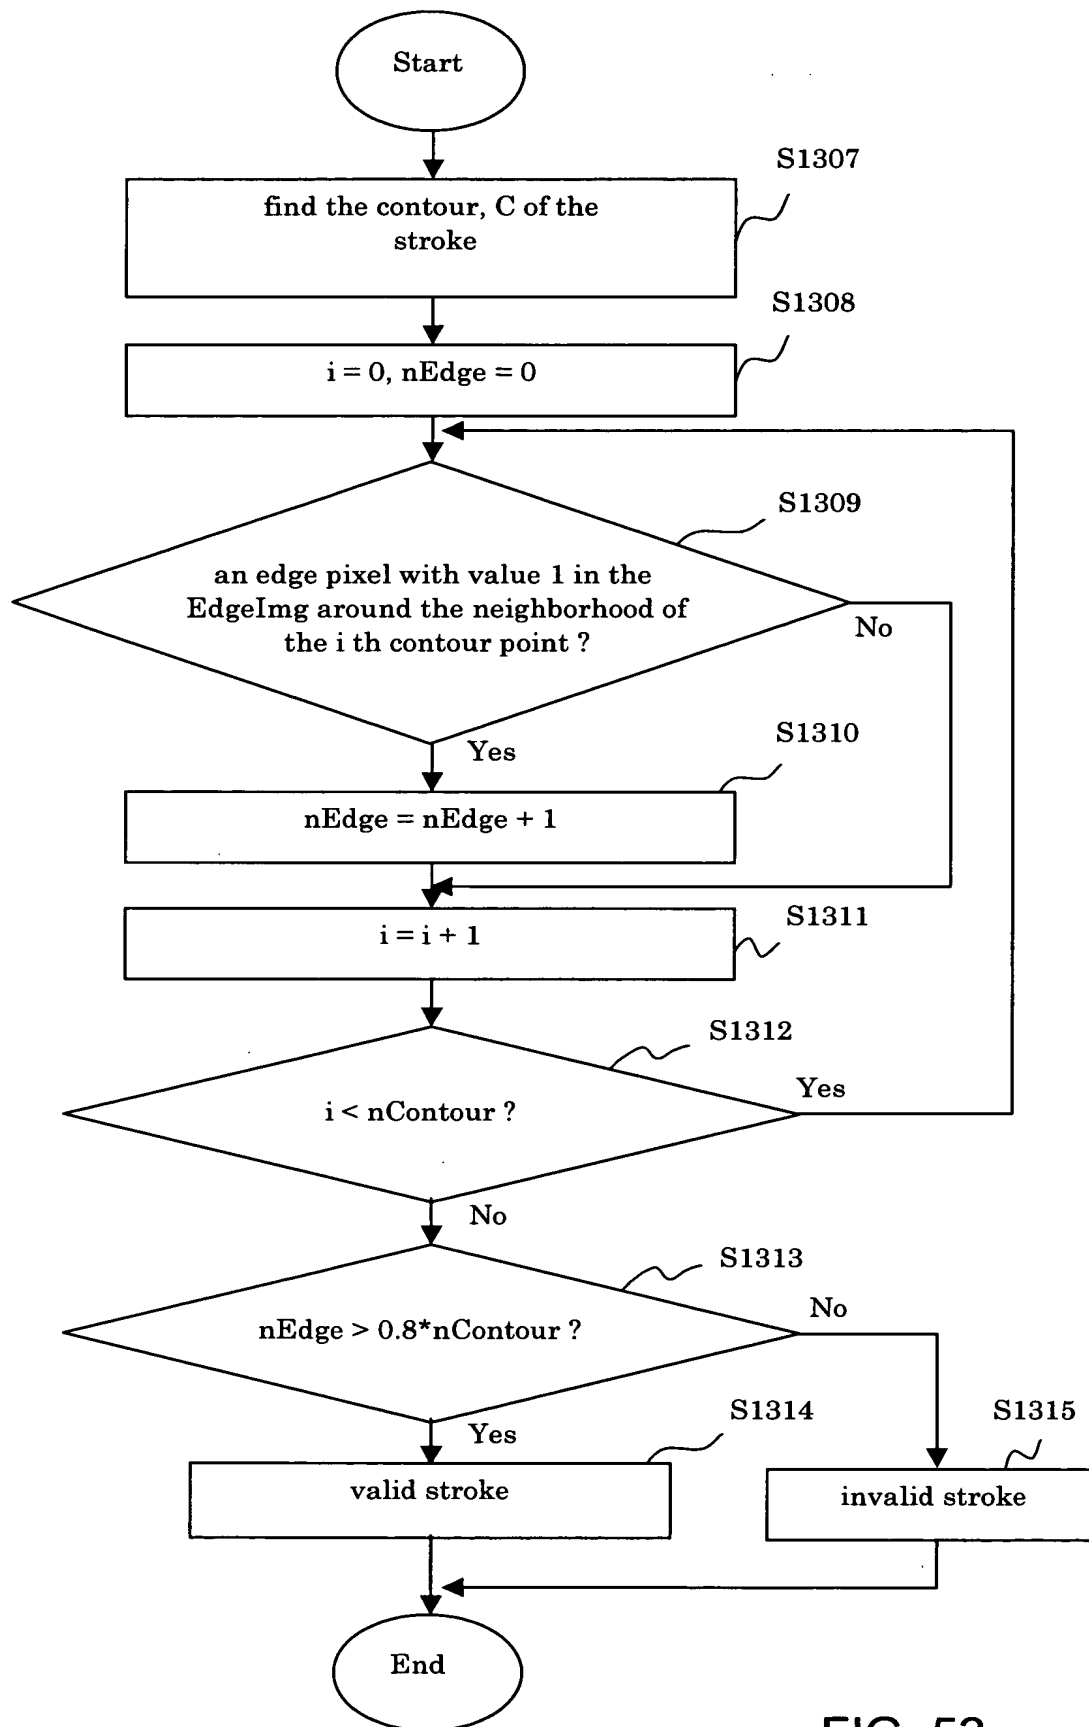 Start
S1307
find the contour, C of the
stroke
S1308
i = 0, nEdge = 0
S1309
an edge pixel with value 1 in the
EdgeImg around the neighborhood of
the i th contour point ?
No
Yes
S1310
nEdge = nEdge + 1
S1311
i = i + 1
S1312
i < nContour ?
Yes
No
S1313
nEdge > 0.8*nContour ?
No
Yes
S1314
S1315
valid stroke
invalid stroke
End